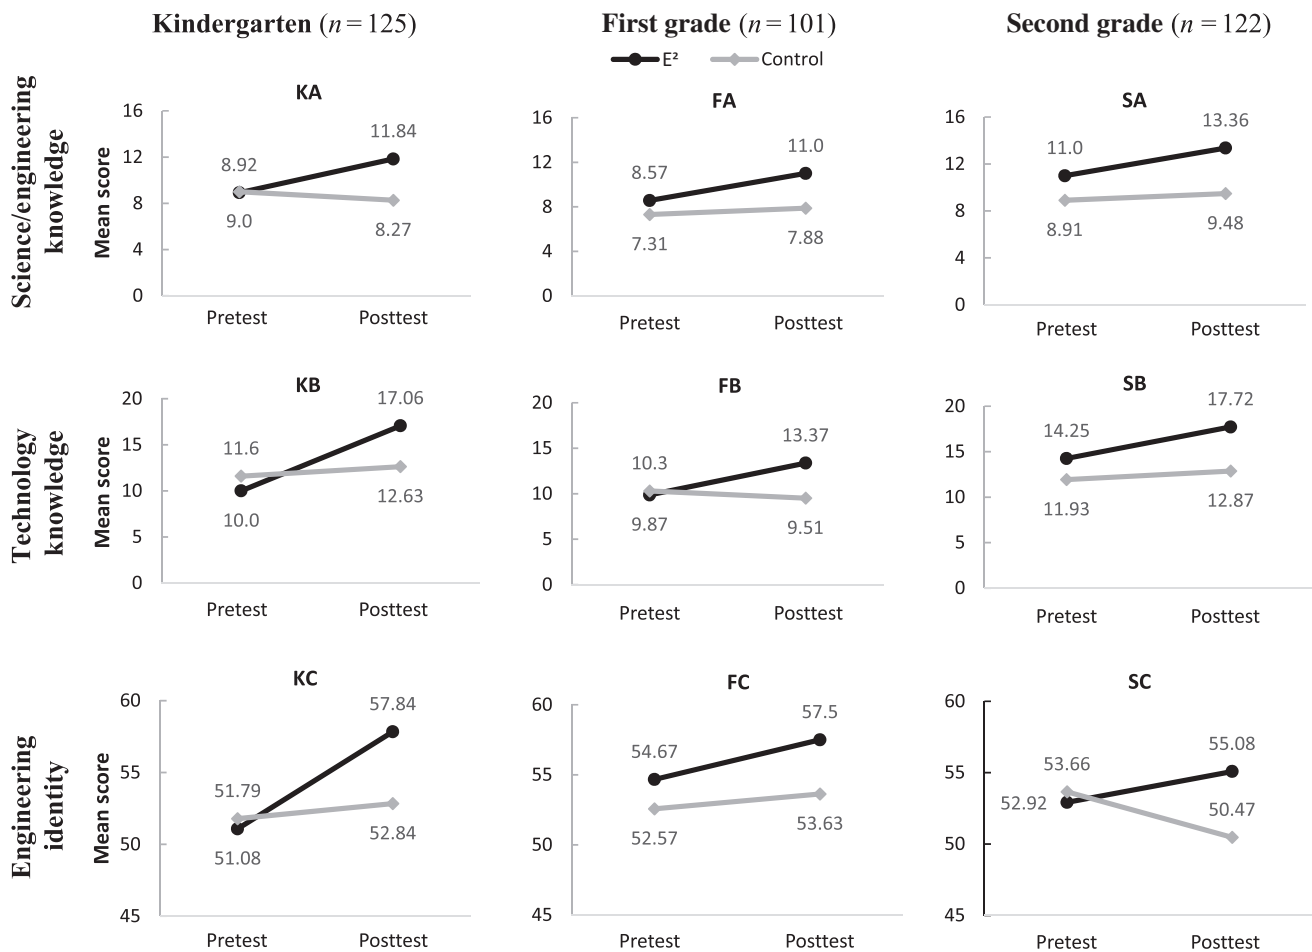 Kindergarten (n = 125)
First grade (n = 101)
Second grade (n = 122)
E²
Control
Science/engineering
knowledge
KA
Mean score
16
12
8
4
0
8.92
11.84
9.0
8.27
Pretest
Posttest
FA
16
12
8
4
0
8.57
11.0
7.31
7.88
Pretest
Posttest
SA
16
12
8
4
0
11.0
13.36
8.91
9.48
Pretest
Posttest
Technology
knowledge
KB
Mean score
20
15
10
5
0
11.6
17.06
10.0
12.63
Pretest
Posttest
FB
20
15
10
5
0
10.3
13.37
9.87
9.51
Pretest
Posttest
SB
20
15
10
5
0
14.25
17.72
11.93
12.87
Pretest
Posttest
Engineering
identity
KC
Mean score
60
55
50
45
51.79
57.84
51.08
52.84
Pretest
Posttest
FC
60
55
50
45
54.67
57.5
52.57
53.63
Pretest
Posttest
SC
60
55
50
45
53.66
55.08
52.92
50.47
Pretest
Posttest